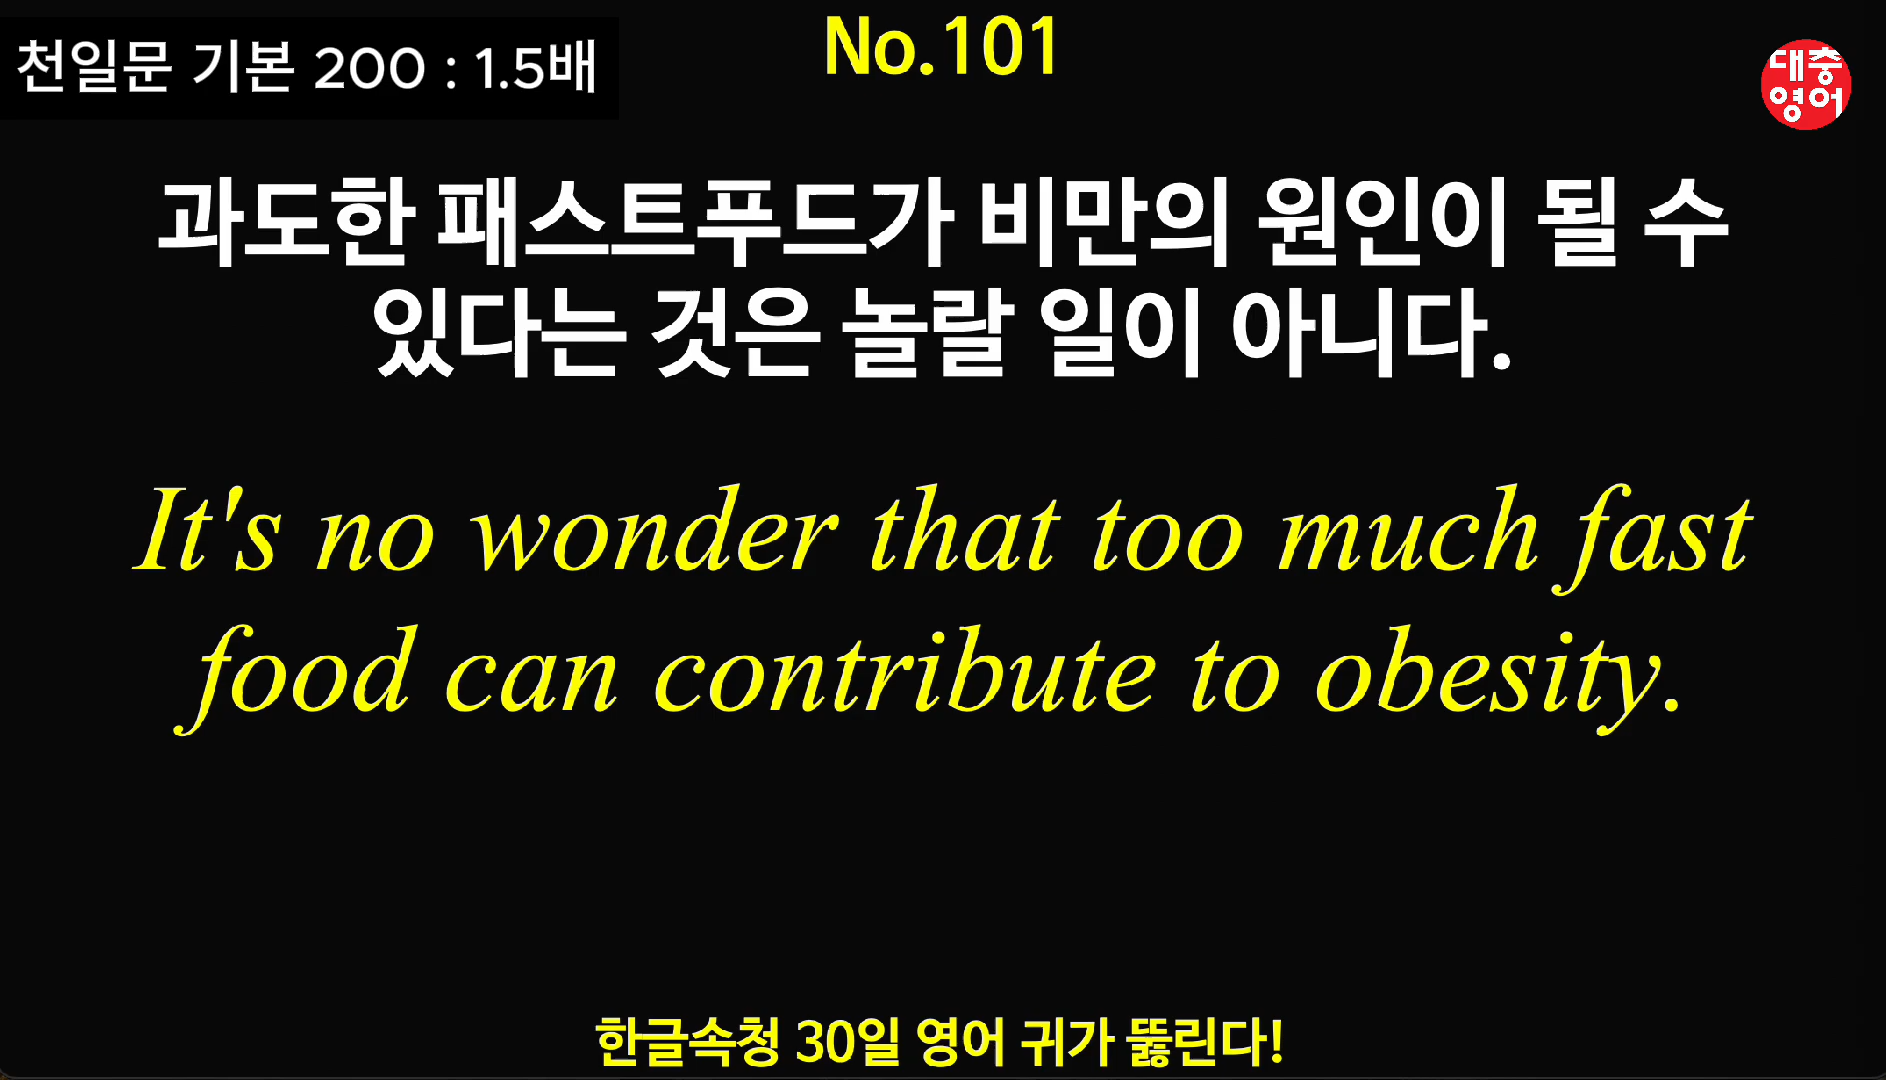 No.101
천일문 기본 200 : 1.5배
대충
영어
과도한 패스트푸드가 비만의 원인이 될 수
있다는 것은 놀랄 일이 아니다.
It's no wonder that too much fast
food can contribute to obesity.
한글속청 30일 영어 귀가 뚫린다!